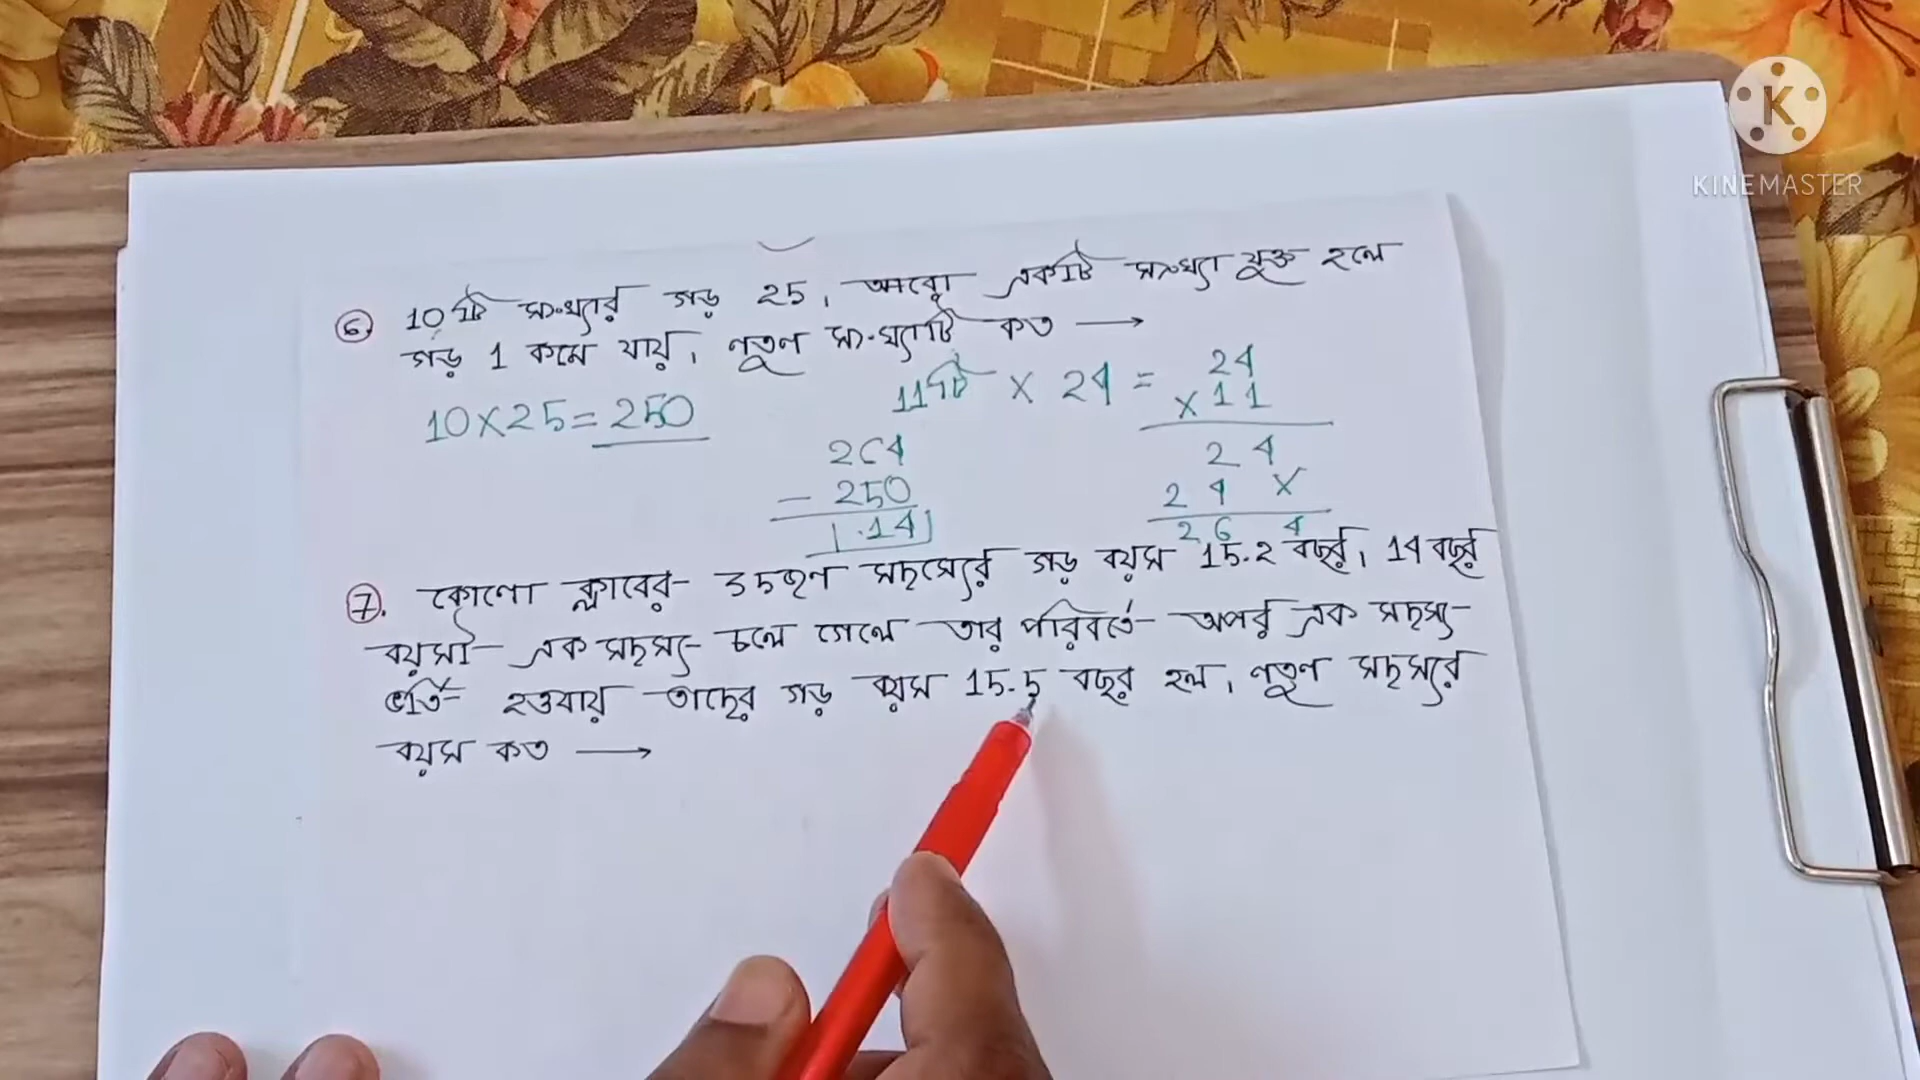 K
KINEMASTER
6. 10টি সংখ্যার গড় 25, আরো একটি সংখ্যা যুক্ত হলে
গড় 1 কমে যায়। নতুন সংখ্যাটি কত →
10×25=250
11টি × 24 =
24
×11
24
24 ×
264
264
- 250
14
7. কোনো ক্লাবের সদস্যের গড় বয়স 15.2 বছর। 14 বছর
বয়সী এক সদস্য চলে গেলে তার পরিবর্তে অপর এক সদস্য
ভর্তি হওয়ায় তাদের গড় বয়স 15.5 বছর হল। নতুন সদস্যের
বয়স কত →